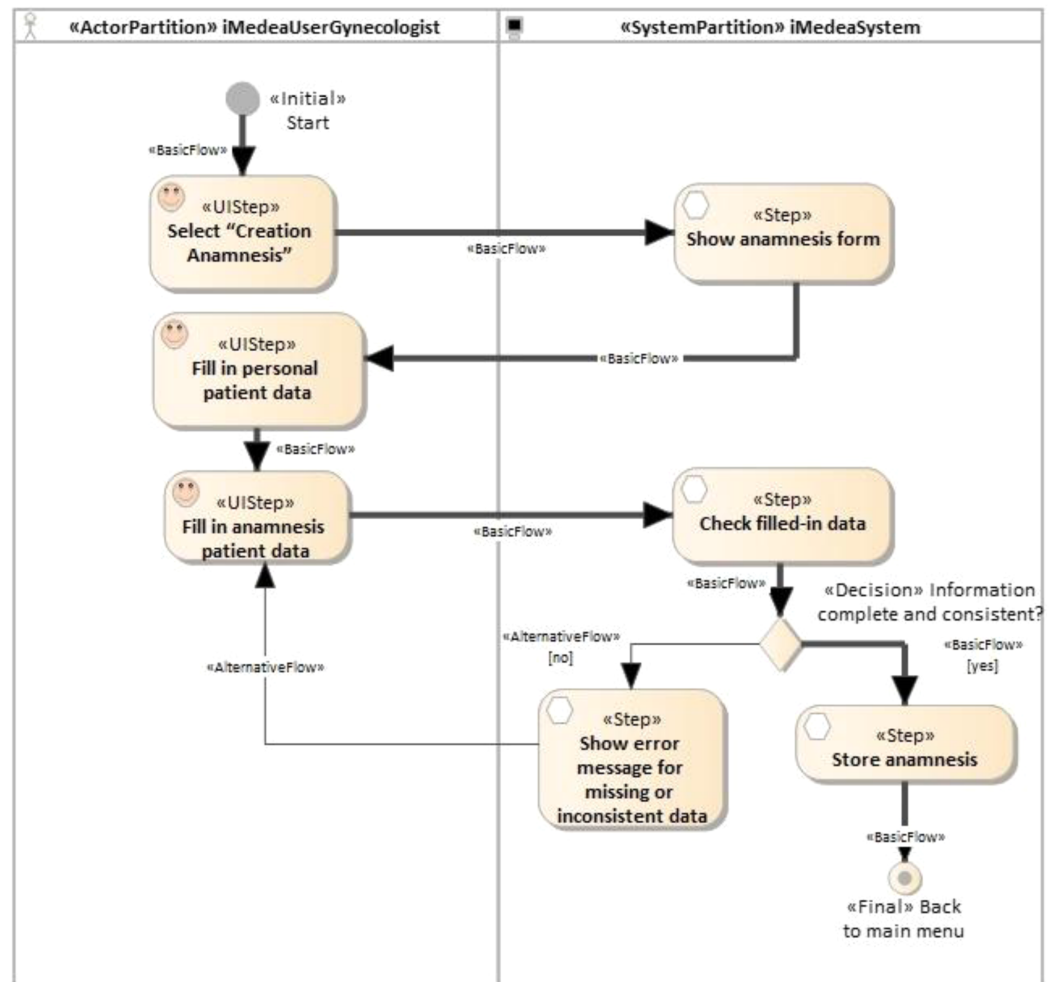 «ActorPartition» iMedeaUserGynecologist
«SystemPartition» iMedeaSystem
«Initial»
Start
«BasicFlow»
«UIStep»
Select “Creation
Anamnesis”
«BasicFlow»
«Step»
Show anamnesis form
«BasicFlow»
«UIStep»
Fill in personal
patient data
«BasicFlow»
«UIStep»
Fill in anamnesis
patient data
«BasicFlow»
«Step»
Check filled-in data
«BasicFlow»
«Decision» Information
complete and consistent?
«AlternativeFlow»
[no]
«BasicFlow»
[yes]
«AlternativeFlow»
«Step»
Show error
message for
missing or
inconsistent data
«Step»
Store anamnesis
«BasicFlow»
«Final» Back
to main menu